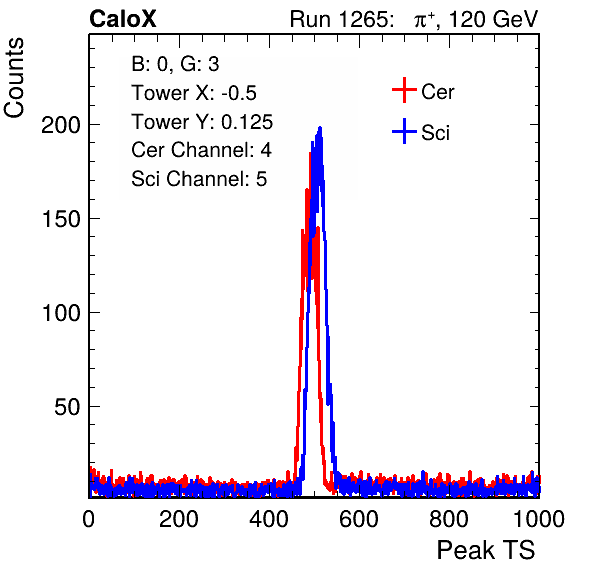 CaloX Run 1265: π⁺, 120 GeV
Counts
B: 0, G: 3
Tower X: -0.5
Tower Y: 0.125
Cer Channel: 4
Sci Channel: 5
Cer
Sci
200
150
100
50
0 200 400 600 800 1000
Peak TS